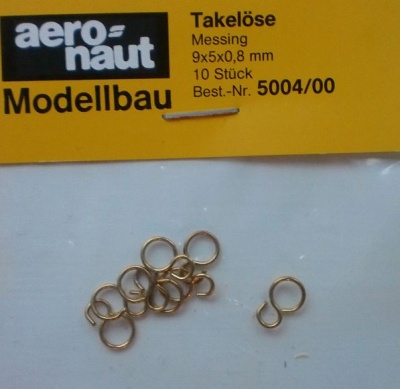 aero=
naut
Modellbau
Takelöse
Messing
9x5x0,8 mm
10 Stück
Best.-Nr. 5004/00